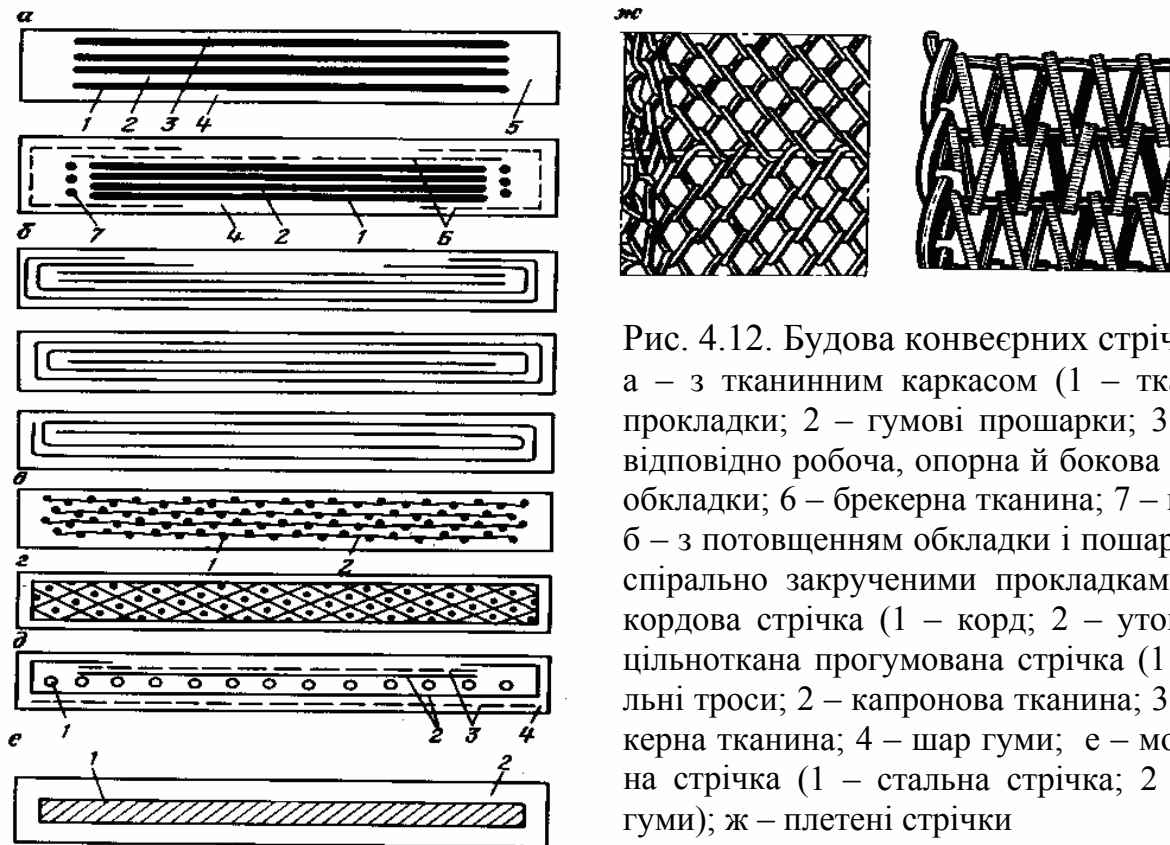 а
1 2 3 4 5
7 4 2 1 6
б
в
1 2
г
д
1 2 3 4
е
1 2
ж
Рис. 4.12. Будова конвеєрних стріч
а – з тканинним каркасом (1 – тк
прокладки; 2 – гумові прошарки; 3
відповідно робоча, опорна й бокова
обкладки; 6 – брекерна тканина; 7 –
б – з потовщенням обкладки і пошар
спірально закрученими прокладкам
кордова стрічка (1 – корд; 2 – уто
цільноткана прогумована стрічка (1
льні троси; 2 – капронова тканина; 3
керна тканина; 4 – шар гуми; е – мо
на стрічка (1 – стальна стрічка; 2
гуми); ж – плетені стрічки